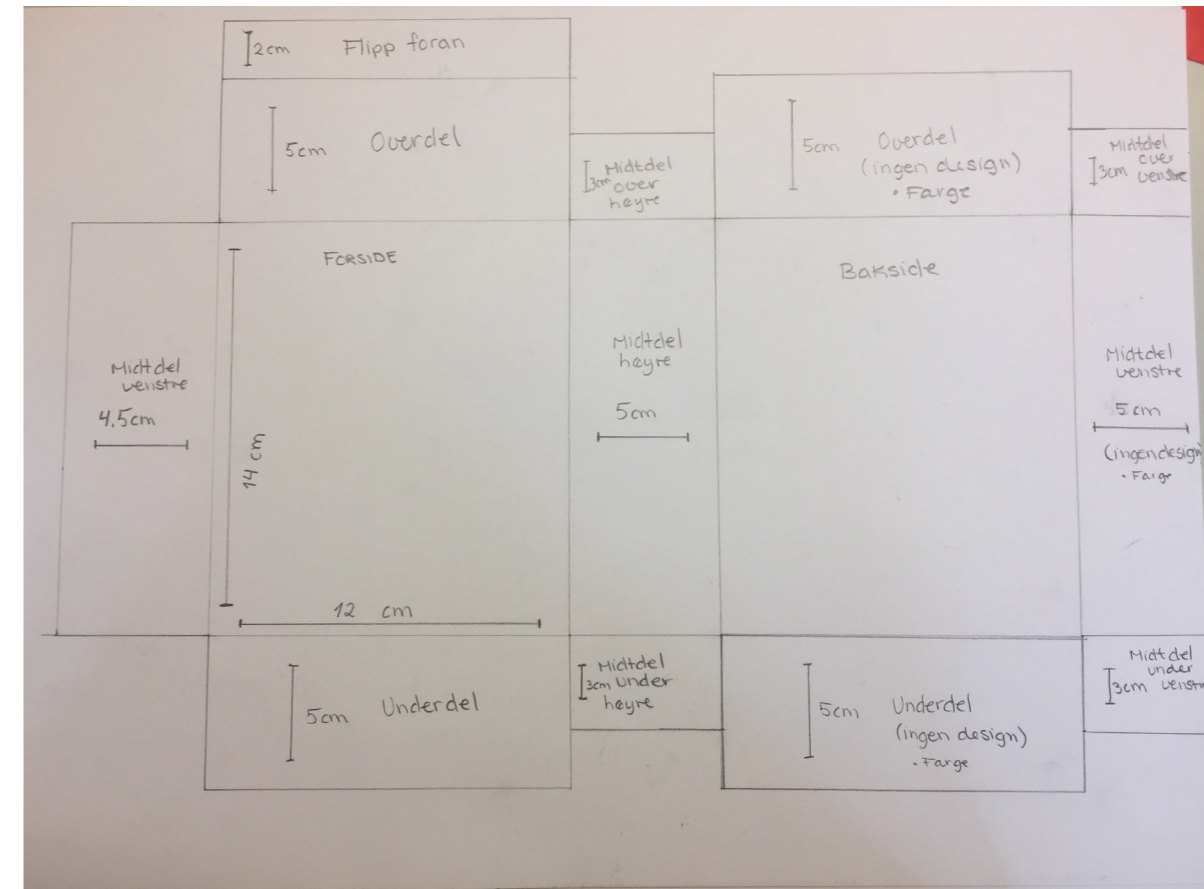 2cm Flipp foran
5cm Overdel
Midtdel
3cm over
høyre
5cm Overdel
(ingen design)
• Farge
Midtdel
over
3cm venstre
FORSIDE
Bakside
Midtdel
venstre
4.5cm
14 cm
12 cm
Midtdel
høyre
5cm
Midtdel
venstre
5 cm
(ingen design
• Farge
5cm Underdel
Midtdel
3cm under
høyre
5cm Underdel
(ingen design)
• Farge
Midtdel
under
3cm venstr